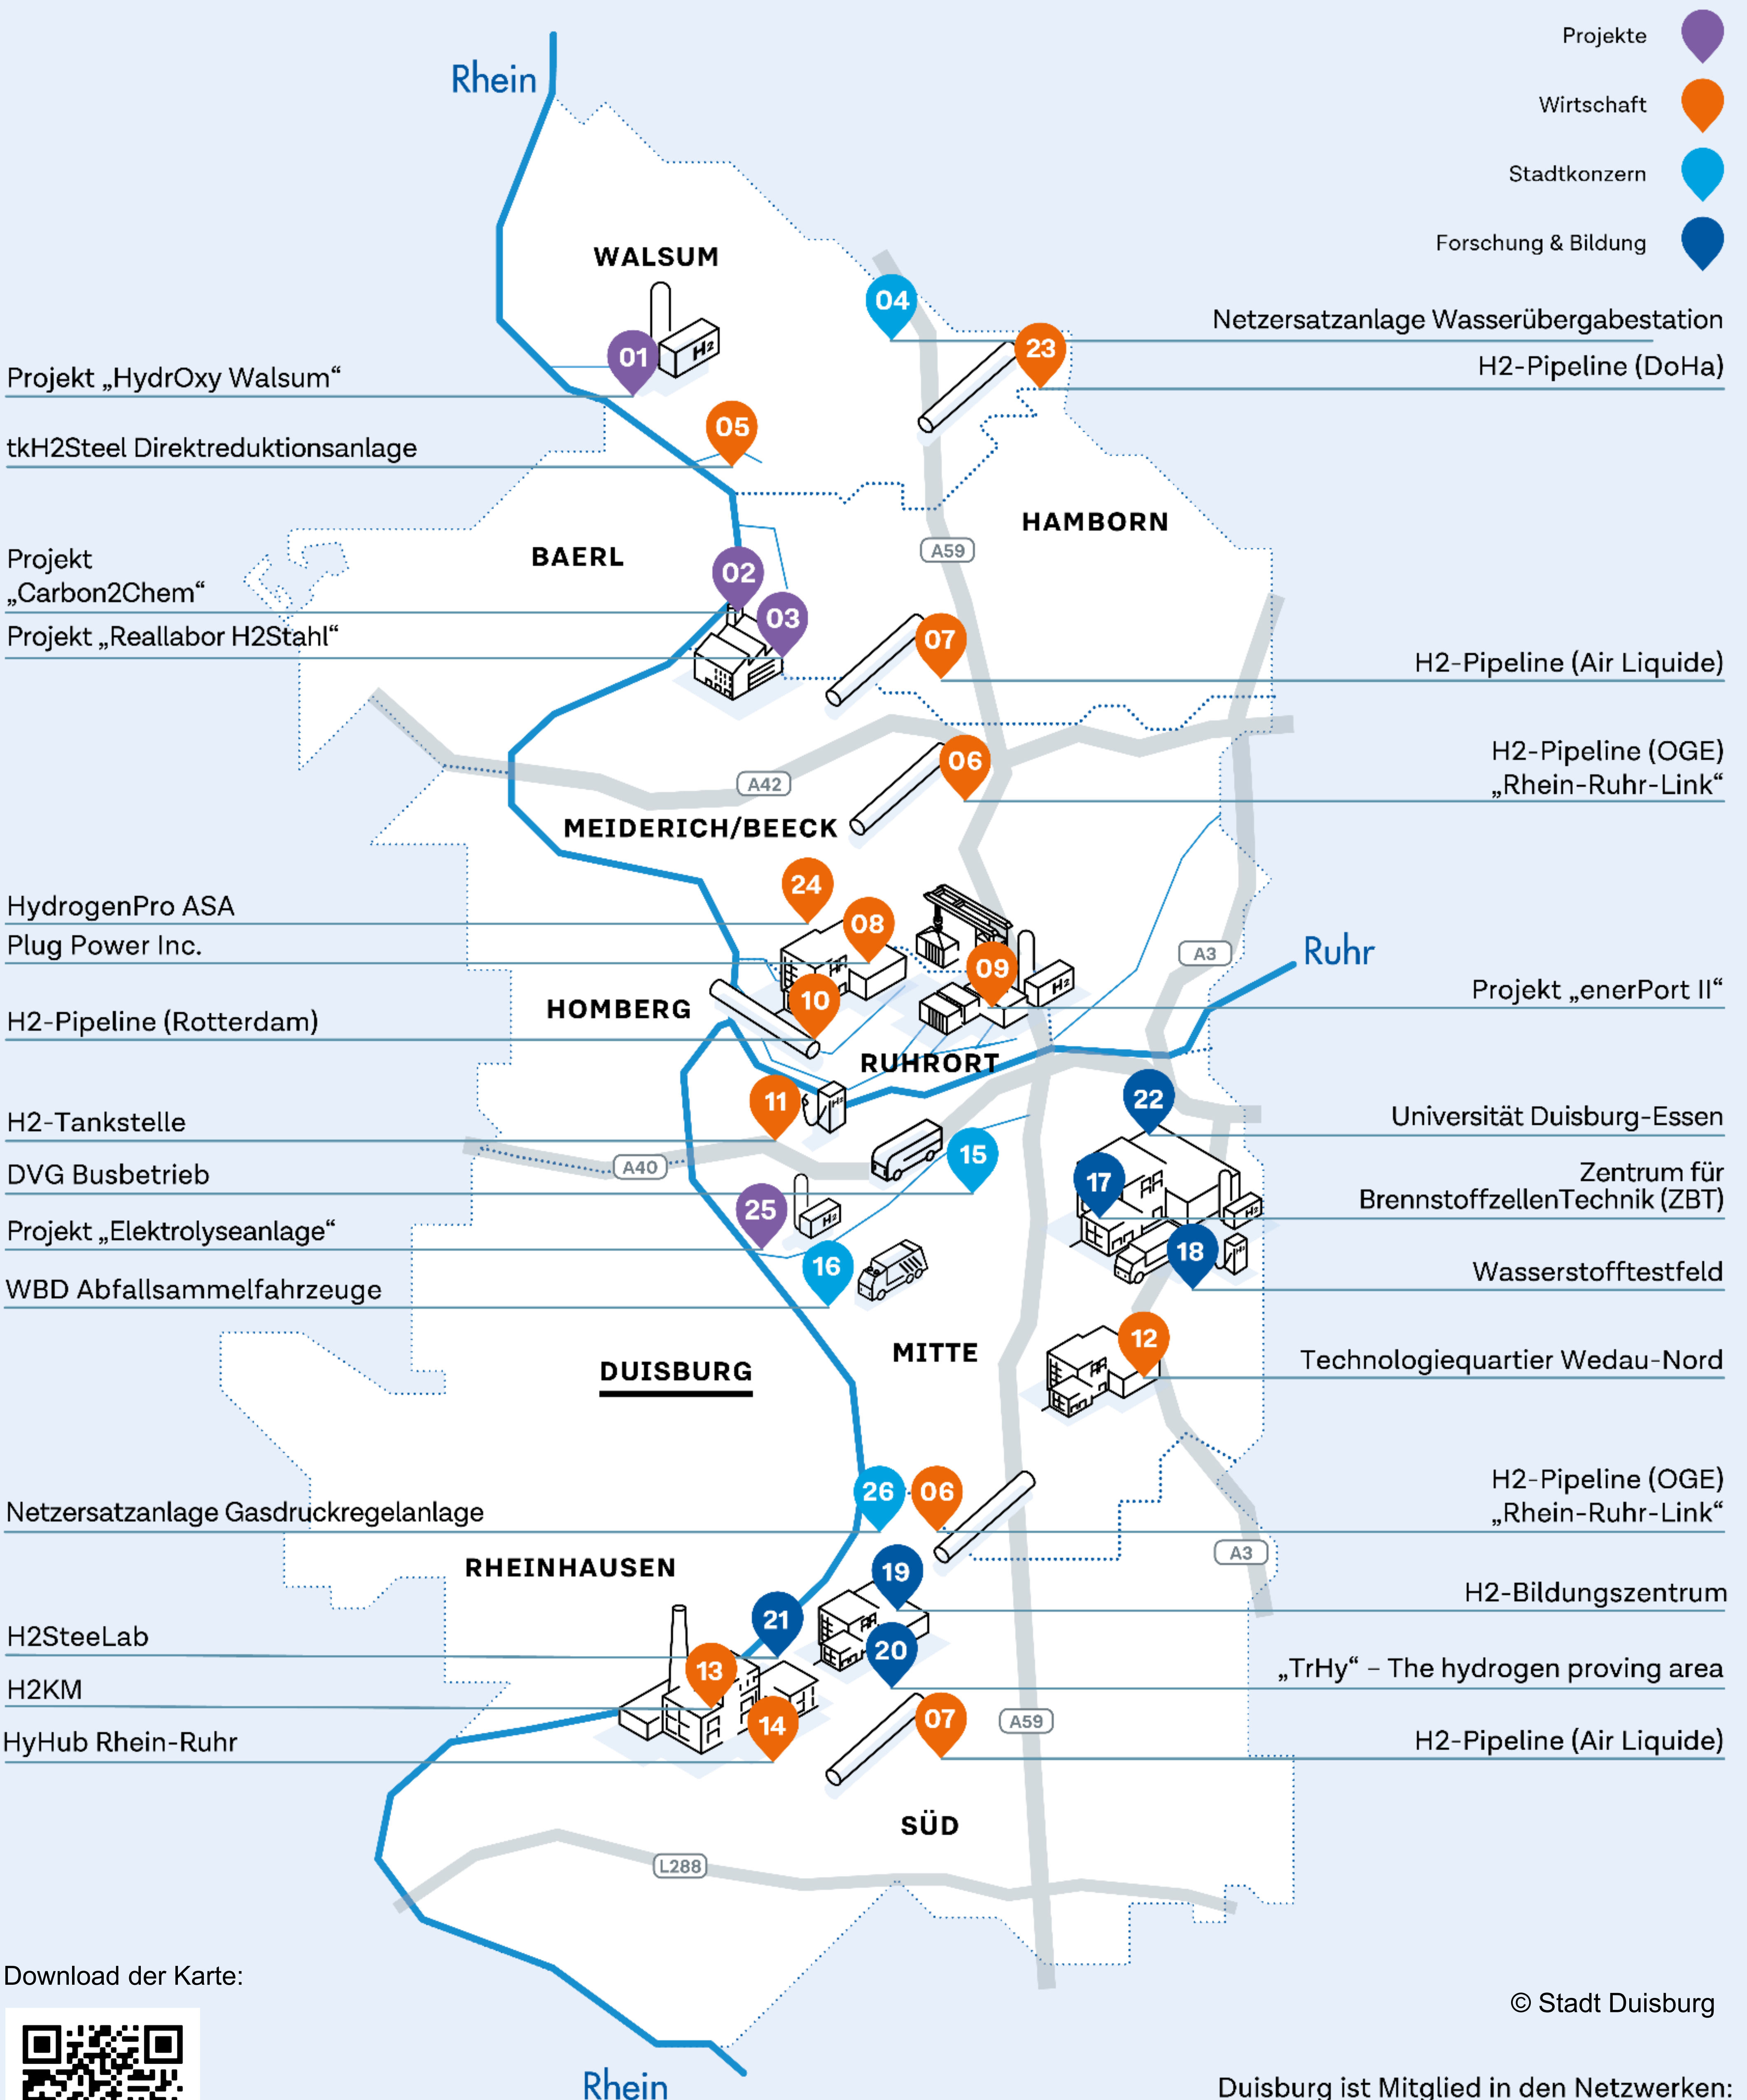 Projekte
Wirtschaft
Stadtkonzern
Forschung & Bildung
Rhein
WALSUM
H2
01
04
23
05
Netzersatzanlage Wasserübergabestation
H2-Pipeline (DoHa)
Projekt „HydrOxy Walsum“
tkH2Steel Direktreduktionsanlage
HAMBORN
A59
BAERL
Projekt
„Carbon2Chem“
Projekt „Reallabor H2Stahl“
02
03
07
H2-Pipeline (Air Liquide)
06
H2-Pipeline (OGE)
„Rhein-Ruhr-Link“
A42
MEIDERICH/BEECK
24
08
09
H2
10
HydrogenPro ASA
Plug Power Inc.
H2-Pipeline (Rotterdam)
HOMBERG
A3
Ruhr
Projekt „enerPort II“
RUHRORT
11
H2
22
H2-Tankstelle
Universität Duisburg-Essen
A40
15
DVG Busbetrieb
17
Zentrum für
BrennstoffzellenTechnik (ZBT)
H2
25
H2
Projekt „Elektrolyseanlage“
16
18
WBD Abfallsammelfahrzeuge
Wasserstofftestfeld
12
MITTE
Technologiequartier Wedau-Nord
DUISBURG
26
06
Netzersatzanlage Gasdruckregelanlage
H2-Pipeline (OGE)
„Rhein-Ruhr-Link“
A3
RHEINHAUSEN
19
H2-Bildungszentrum
21
20
H2SteeLab
„TrHy“ – The hydrogen proving area
13
H2KM
14
07
A59
HyHub Rhein-Ruhr
H2-Pipeline (Air Liquide)
SÜD
L288
Download der Karte:
© Stadt Duisburg
Rhein
Duisburg ist Mitglied in den Netzwerken: